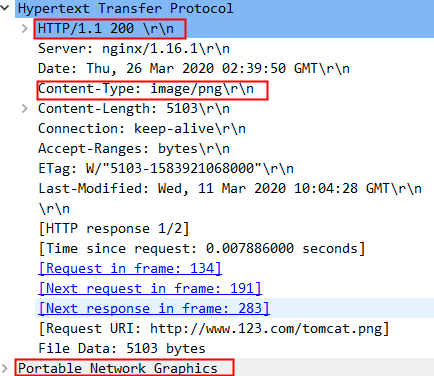 Hypertext Transfer Protocol
HTTP/1.1 200 \r\n
Server: nginx/1.16.1\r\n
Date: Thu, 26 Mar 2020 02:39:50 GMT\r\n
Content-Type: image/png\r\n
Content-Length: 5103\r\n
Connection: keep-alive\r\n
Accept-Ranges: bytes\r\n
ETag: W/"5103-1583921068000"\r\n
Last-Modified: Wed, 11 Mar 2020 10:04:28 GMT\r\n
\r\n
[HTTP response 1/2]
[Time since request: 0.007886000 seconds]
[Request in frame: 134]
[Next request in frame: 191]
[Next response in frame: 283]
[Request URI: http://www.123.com/tomcat.png]
File Data: 5103 bytes
Portable Network Graphics